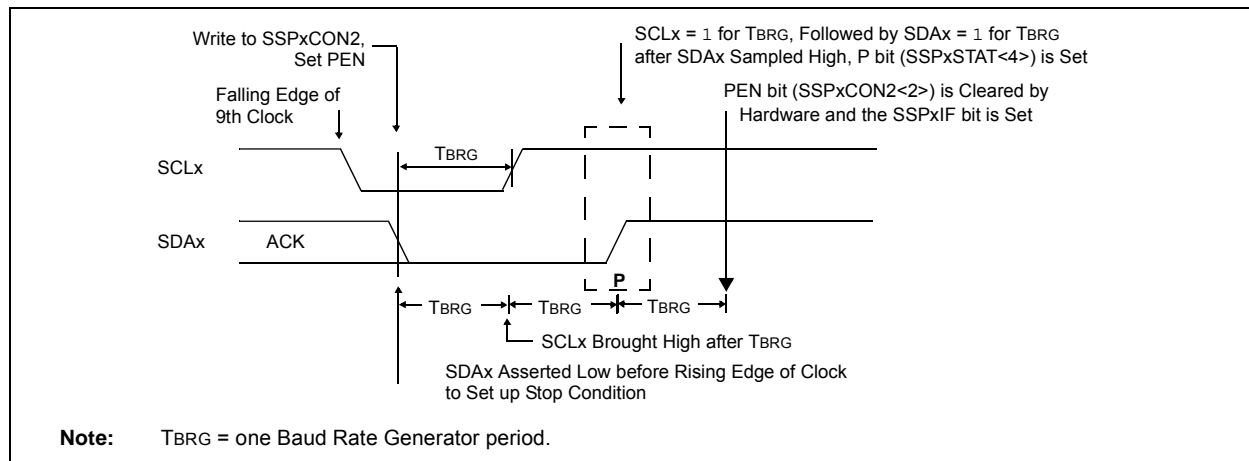 Write to SSPxCON2,
Set PEN
SCLx = 1 for TBRG, Followed by SDAx = 1 for TBRG
after SDAx Sampled High, P bit (SSPxSTAT<4>) is Set
Falling Edge of
9th Clock
PEN bit (SSPxCON2<2>) is Cleared by
Hardware and the SSPxIF bit is Set
SCLx
TBRG
SDAx
ACK
P
TBRG
TBRG
TBRG
SCLx Brought High after TBRG
SDAx Asserted Low before Rising Edge of Clock
to Set up Stop Condition
Note: TBRG = one Baud Rate Generator period.